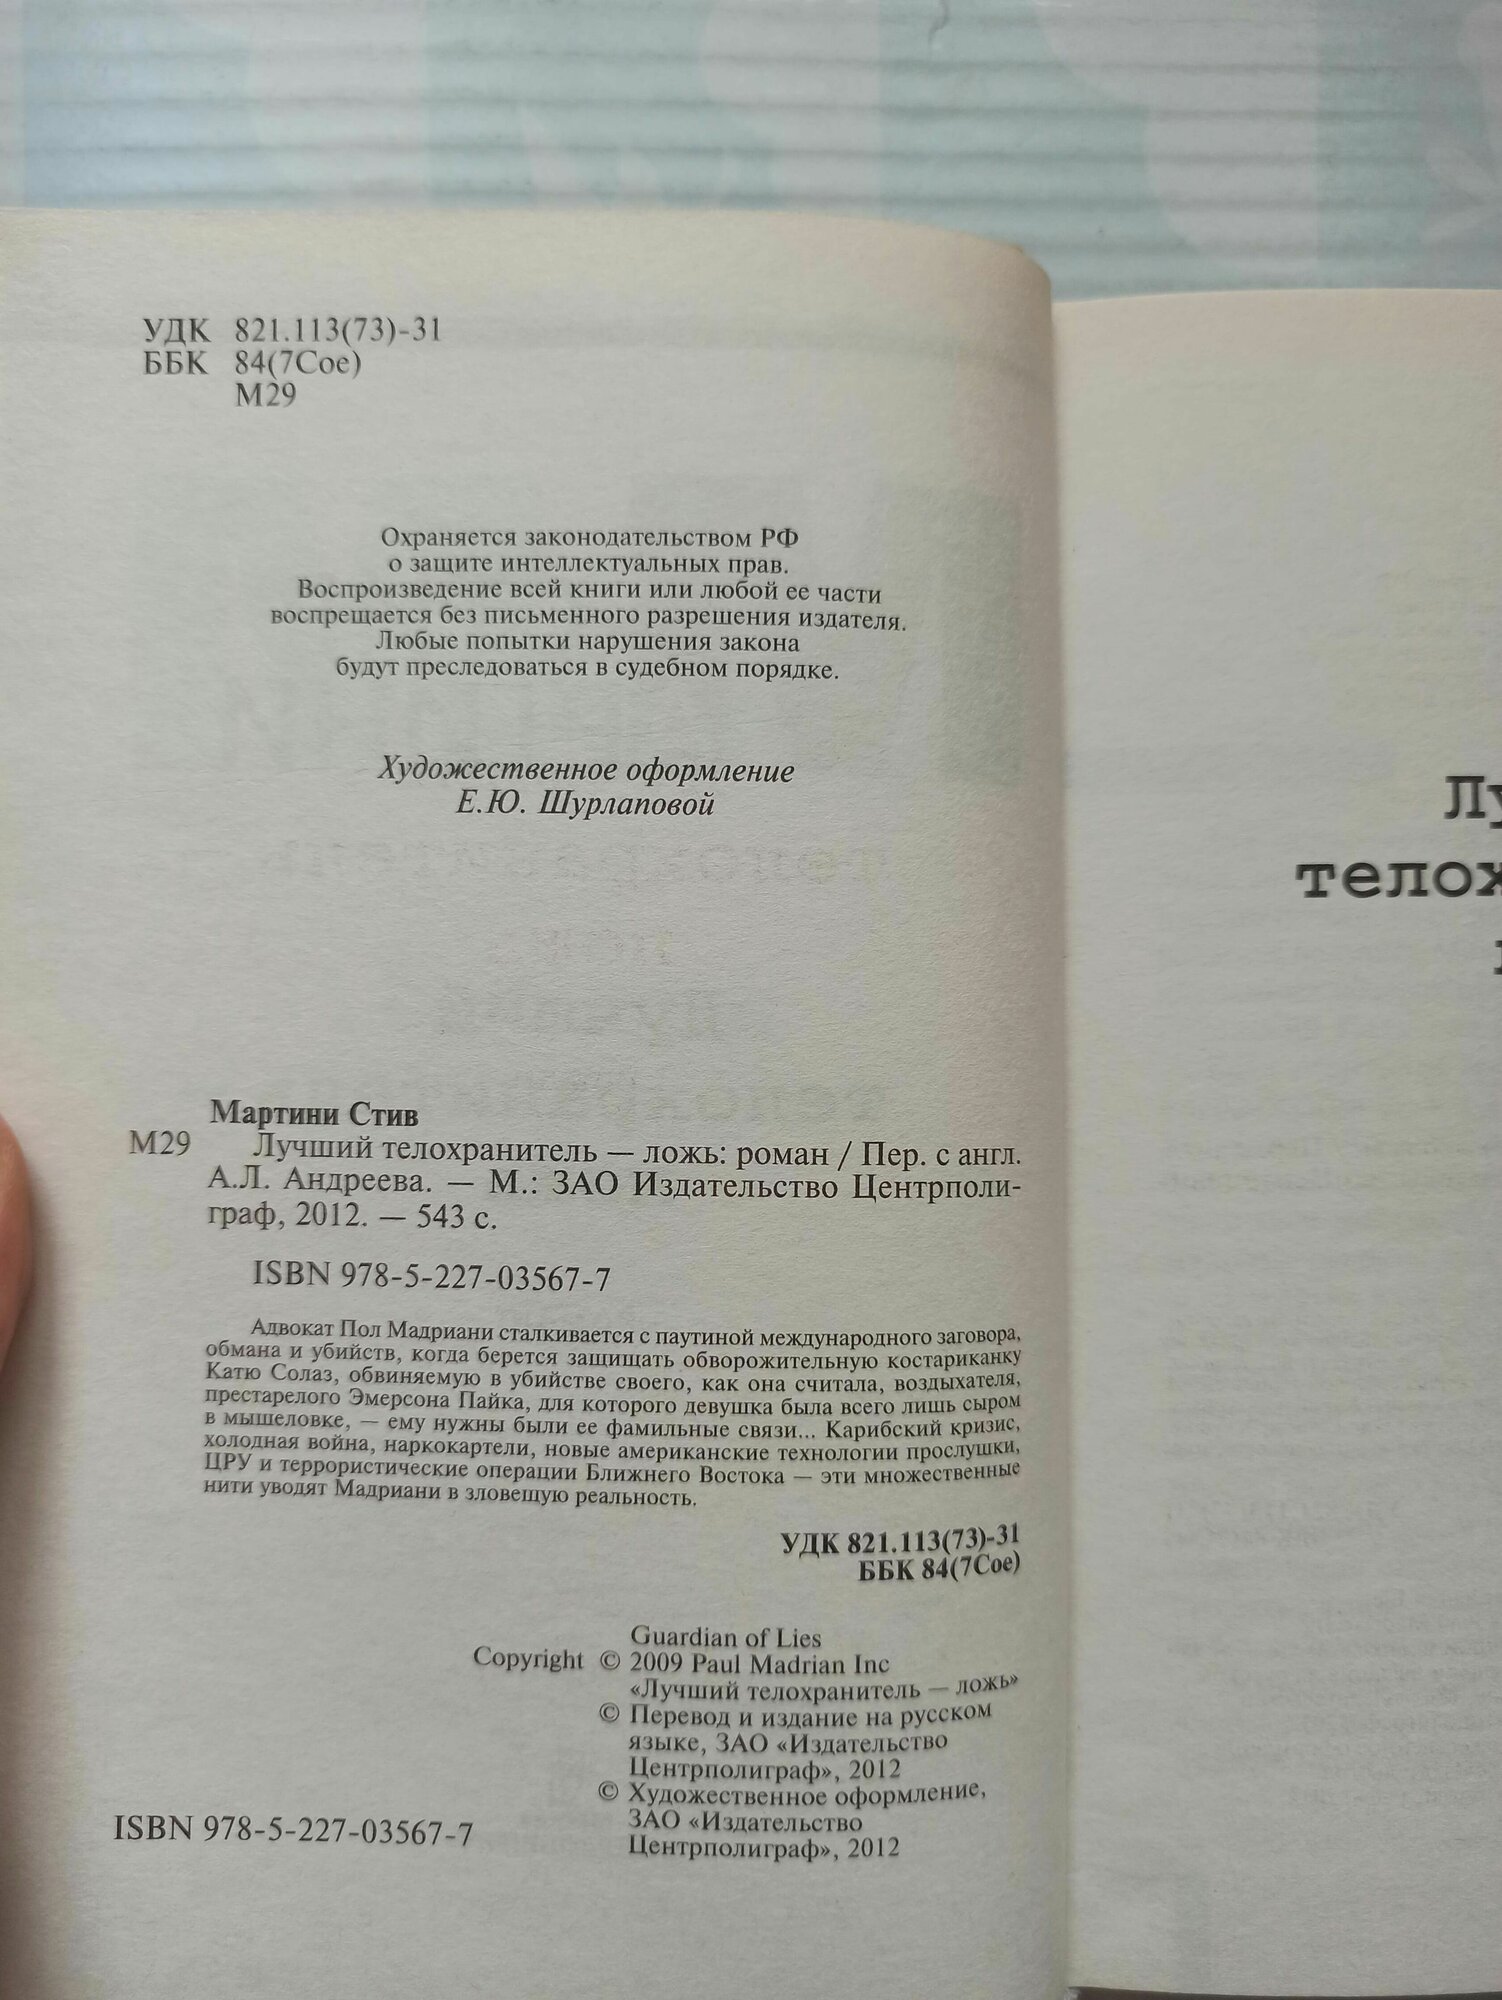 УДК 821.113(73)-31
ББК 84(7Сое)
М29
Охраняется законодательством РФ
о защите интеллектуальных прав.
Воспроизведение всей книги или любой ее части
воспрещается без письменного разрешения издателя.
Любые попытки нарушения закона
будут преследоваться в судебном порядке.
Художественное оформление
Е.Ю. Шурлаповой
Мартини Стив
М29 Лучший телохранитель — ложь: роман / Пер. с англ.
А.Л. Андреева. — М.: ЗАО Издательство Центрполи-
граф, 2012. — 543 с.
ISBN 978-5-227-03567-7
Адвокат Пол Мадриани сталкивается с паутиной международного заговора,
обмана и убийств, когда берется защищать обворожительную костариканку
Катю Солаз, обвиняемую в убийстве своего, как она считала, воздыхателя,
престарелого Эмерсона Пайка, для которого девушка была всего лишь сыром
в мышеловке, — ему нужны были ее фамильные связи... Карибский кризис,
холодная война, наркокартели, новые американские технологии прослушки,
ЦРУ и террористические операции Ближнего Востока — эти множественные
нити уводят Мадриани в зловещую реальность.
УДК 821.113(73)-31
ББК 84(7Сое)
Guardian of Lies
Copyright © 2009 Paul Madrian Inc
«Лучший телохранитель — ложь»
© Перевод и издание на русском
языке, ЗАО «Издательство
Центрполиграф», 2012
© Художественное оформление,
ЗАО «Издательство
Центрполиграф», 2012
ISBN 978-5-227-03567-7
Лу
телох